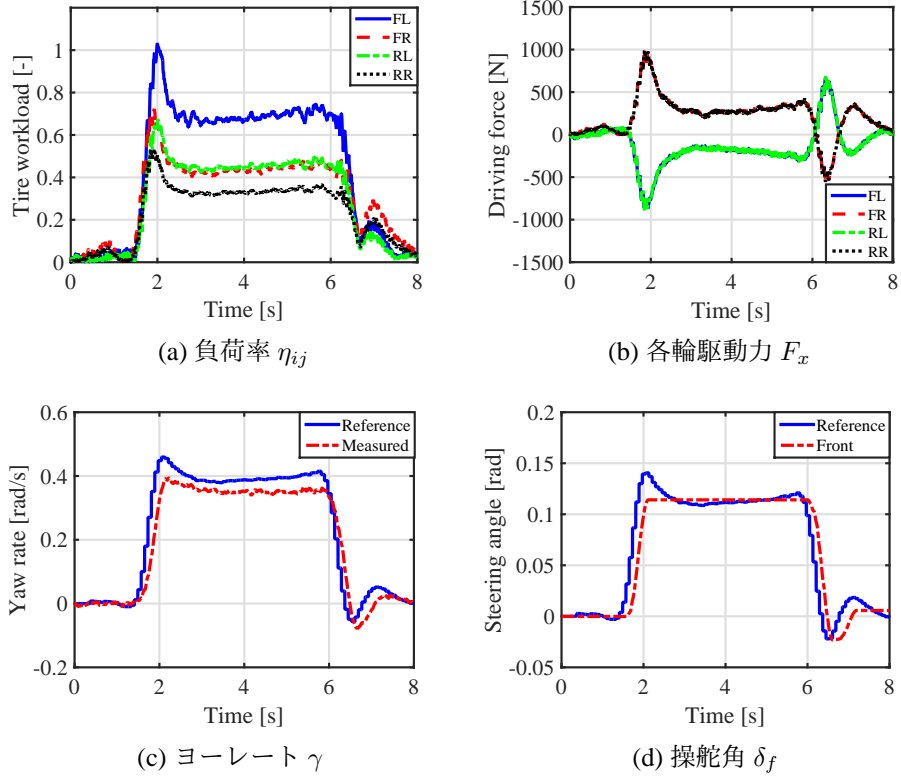 1
0.8
0.6
0.4
0.2
0
0 2 4 6 8
Tire workload [-]
Time [s]
FL
FR
RL
RR
(a) 負荷率 η_{ij}
1500
1000
500
0
-500
-1000
-1500
0 2 4 6 8
Driving force [N]
Time [s]
FL
FR
RL
RR
(b) 各輪駆動力 F_x
0.6
0.4
0.2
0
-0.2
0 2 4 6 8
Yaw rate [rad/s]
Time [s]
Reference
Measured
(c) ヨーレート γ
0.2
0.15
0.1
0.05
0
-0.05
0 2 4 6 8
Steering angle [rad]
Time [s]
Reference
Front
(d) 操舵角 δ_f